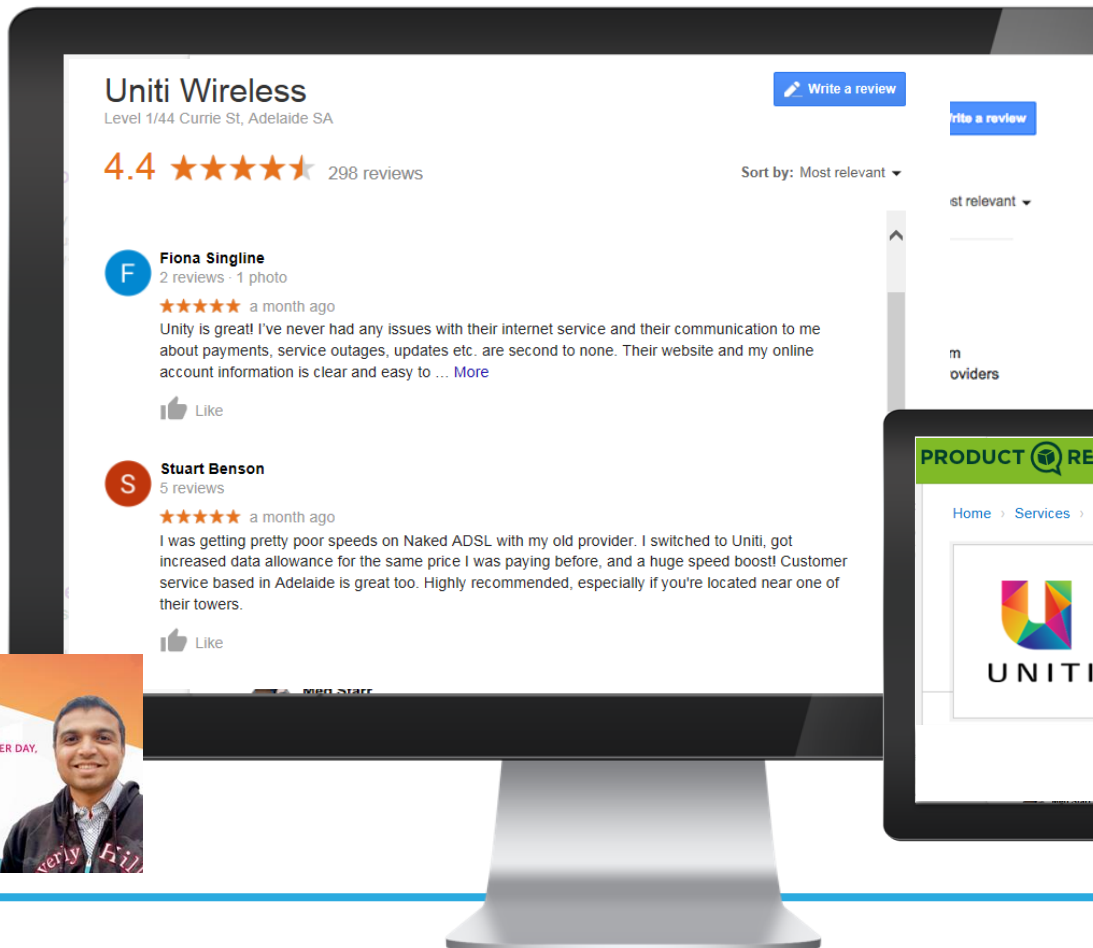 Uniti Wireless
Write a review
Level 1/44 Currie St, Adelaide SA
4.4
298 reviews
Sort by: Most relevant
F
Fiona Singline
2 reviews · 1 photo
a month ago
Unity is great! I've never had any issues with their internet service and their communication to me
about payments, service outages, updates etc. are second to none. Their website and my online
account information is clear and easy to … More
Like
S
Stuart Benson
5 reviews
a month ago
I was getting pretty poor speeds on Naked ADSL with my old provider. I switched to Uniti, got
increased data allowance for the same price I was paying before, and a huge speed boost! Customer
service based in Adelaide is great too. Highly recommended, especially if you're located near one of
their towers.
Like
rite a review
st relevant
m
oviders
PRODUCT RE
Home › Services ›
UNITI
ER DAY,